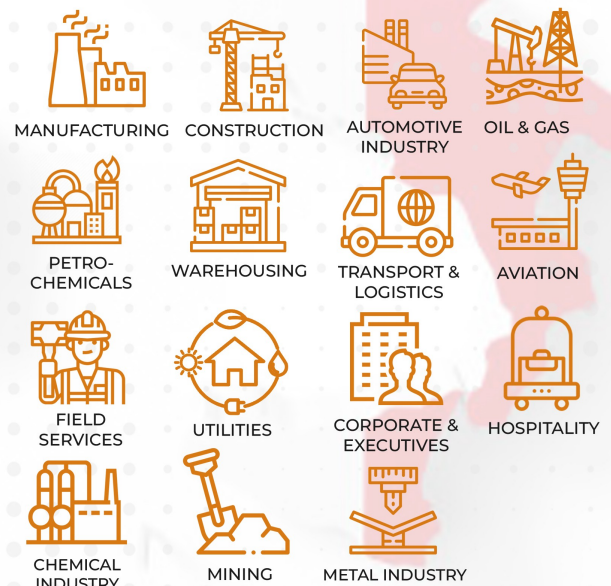 MANUFACTURING
CONSTRUCTION
AUTOMOTIVE
INDUSTRY
OIL & GAS
PETRO-
CHEMICALS
WAREHOUSING
TRANSPORT &
LOGISTICS
AVIATION
FIELD
SERVICES
UTILITIES
CORPORATE &
EXECUTIVES
HOSPITALITY
CHEMICAL
INDUSTRY
MINING
METAL INDUSTRY